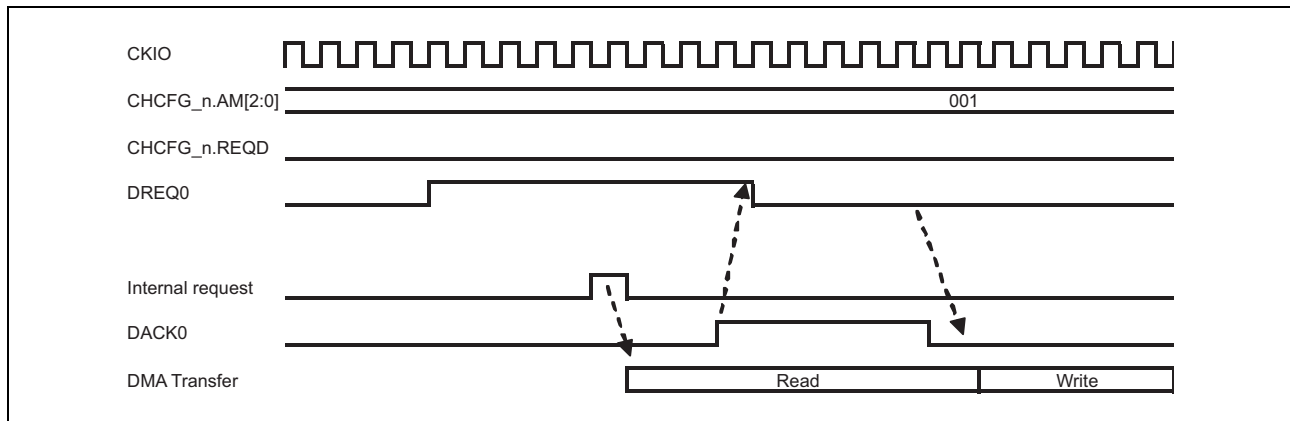 CKIO
CHCFG_n.AM[2:0] 001
CHCFG_n.REQD
DREQ0
Internal request
DACK0
DMA Transfer Read Write